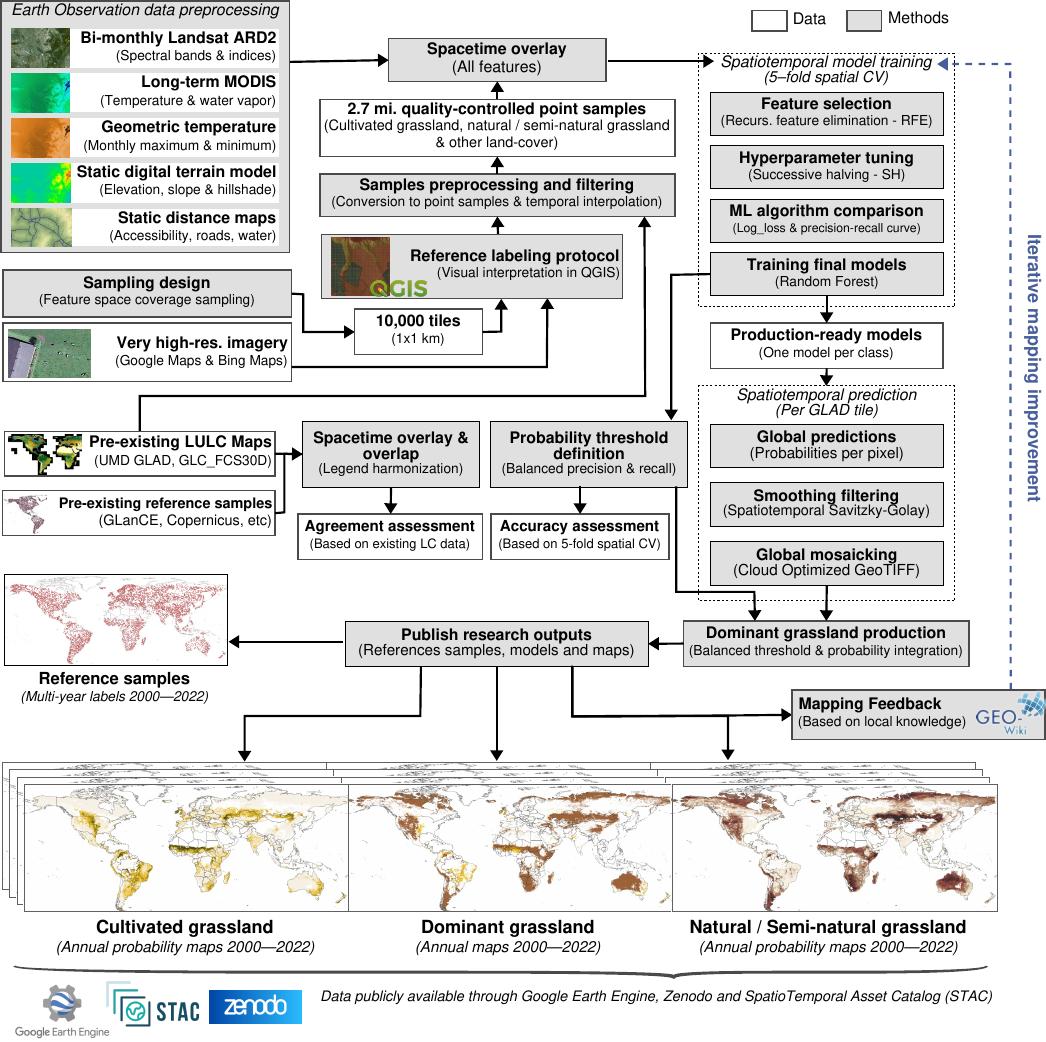 Earth Observation data preprocessing
Bi-monthly Landsat ARD2
(Spectral bands & indices)
Long-term MODIS
(Temperature & water vapor)
Geometric temperature
(Monthly maximum & minimum)
Static digital terrain model
(Elevation, slope & hillshade)
Static distance maps
(Accessibility, roads, water)
Data
Methods
Spacetime overlay
(All features)
2.7 mi. quality-controlled point samples
(Cultivated grassland, natural / semi-natural grassland
& other land-cover)
Samples preprocessing and filtering
(Conversion to point samples & temporal interpolation)
Reference labeling protocol
(Visual interpretation in QGIS)
QGIS
Sampling design
(Feature space coverage sampling)
10,000 tiles
(1x1 km)
Very high-res. imagery
(Google Maps & Bing Maps)
Spatiotemporal model training
(5–fold spatial CV)
Feature selection
(Recurs. feature elimination - RFE)
Hyperparameter tuning
(Successive halving - SH)
ML algorithm comparison
(Log_loss & precision-recall curve)
Training final models
(Random Forest)
Iterative mapping improvement
Production-ready models
(One model per class)
Spatiotemporal prediction
(Per GLAD tile)
Global predictions
(Probabilities per pixel)
Smoothing filtering
(Spatiotemporal Savitzky-Golay)
Global mosaicking
(Cloud Optimized GeoTIFF)
Pre-existing LULC Maps
(UMD GLAD, GLC_FCS30D)
Pre-existing reference samples
(GLanCE, Copernicus, etc)
Spacetime overlay &
overlap
(Legend harmonization)
Probability threshold
definition
(Balanced precision & recall)
Agreement assessment
(Based on existing LC data)
Accuracy assessment
(Based on 5-fold spatial CV)
Reference samples
(Multi-year labels 2000—2022)
Publish research outputs
(References samples, models and maps)
Dominant grassland production
(Balanced threshold & probability integration)
Mapping Feedback
(Based on local knowledge)
GEO-
Wiki
Cultivated grassland
(Annual probability maps 2000—2022)
Dominant grassland
(Annual maps 2000—2022)
Natural / Semi-natural grassland
(Annual probability maps 2000—2022)
Google Earth Engine
STAC
zenodo
Data publicly available through Google Earth Engine, Zenodo and SpatioTemporal Asset Catalog (STAC)